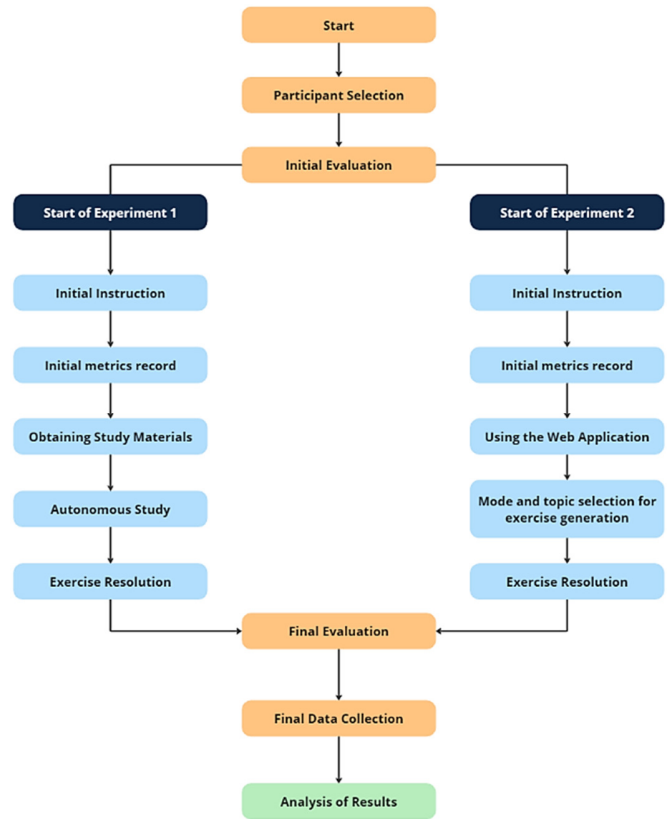 Start
Participant Selection
Initial Evaluation
Start of Experiment 1
Initial Instruction
Initial metrics record
Obtaining Study Materials
Autonomous Study
Exercise Resolution
Start of Experiment 2
Initial Instruction
Initial metrics record
Using the Web Application
Mode and topic selection for
exercise generation
Exercise Resolution
Final Evaluation
Final Data Collection
Analysis of Results